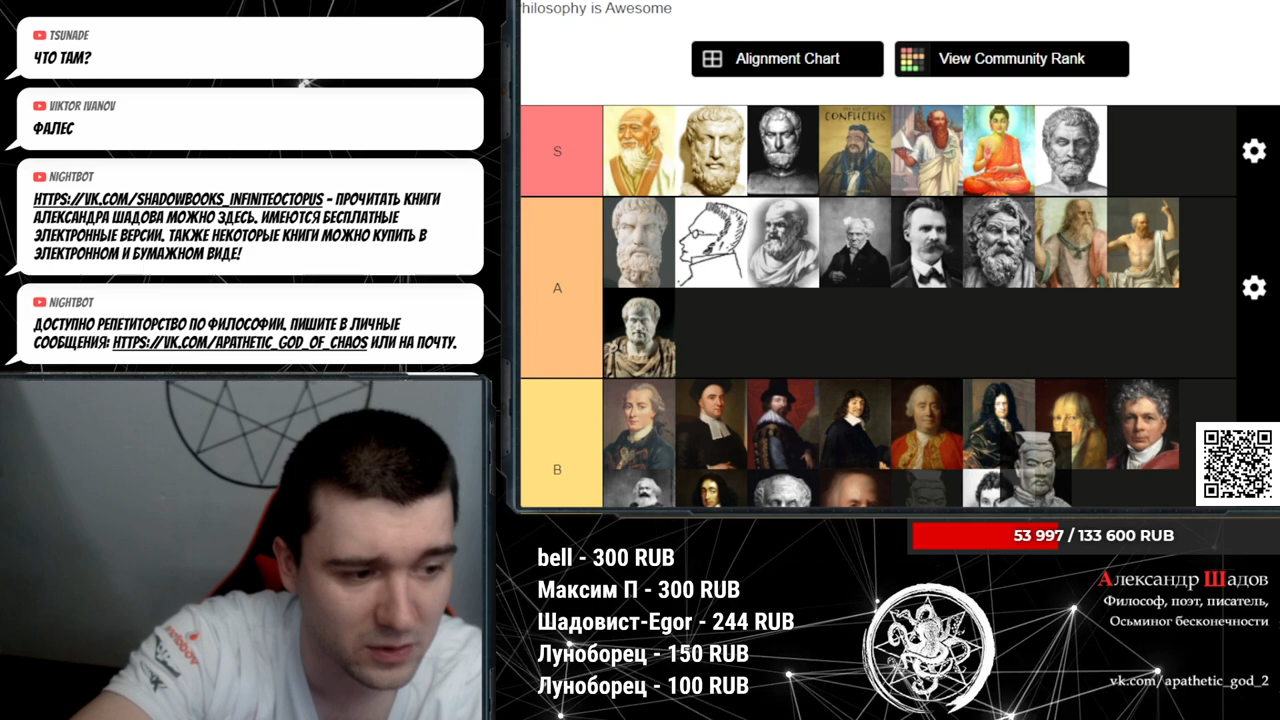 TSUNADE
ЧТО ТАМ?
VIKTOR IVANOV
ФАЛЕС
NIGHTBOT
HTTPS://VK.COM/SHADOWBOOKS_INFINITEOCTOPUS - ПРОЧИТАТЬ КНИГИ
АЛЕКСАНДРА ШАДОВА МОЖНО ЗДЕСЬ. ИМЕЮТСЯ БЕСПЛАТНЫЕ
ЭЛЕКТРОННЫЕ ВЕРСИИ. ТАКЖЕ НЕКОТОРЫЕ КНИГИ МОЖНО КУПИТЬ В
ЭЛЕКТРОННОМ И БУМАЖНОМ ВИДЕ!
NIGHTBOT
ДОСТУПНО РЕПЕТИТОРСТВО ПО ФИЛОСОФИИ. ПИШИТЕ В ЛИЧНЫЕ
СООБЩЕНИЯ: HTTPS://VK.COM/APATHETIC_GOD_OF_CHAOS ИЛИ НА ПОЧТУ.
hilosophy is Awesome
Alignment Chart
View Community Rank
S
CONFUCIUS
A
B
53 997 / 133 600 RUB
bell - 300 RUB
Максим П - 300 RUB
Шадовист-Egor - 244 RUB
Луноборец - 150 RUB
Луноборец - 100 RUB
Александр Шадов
Философ, поэт, писатель,
Осьминог бесконечности
vk.com/apathetic_god_2